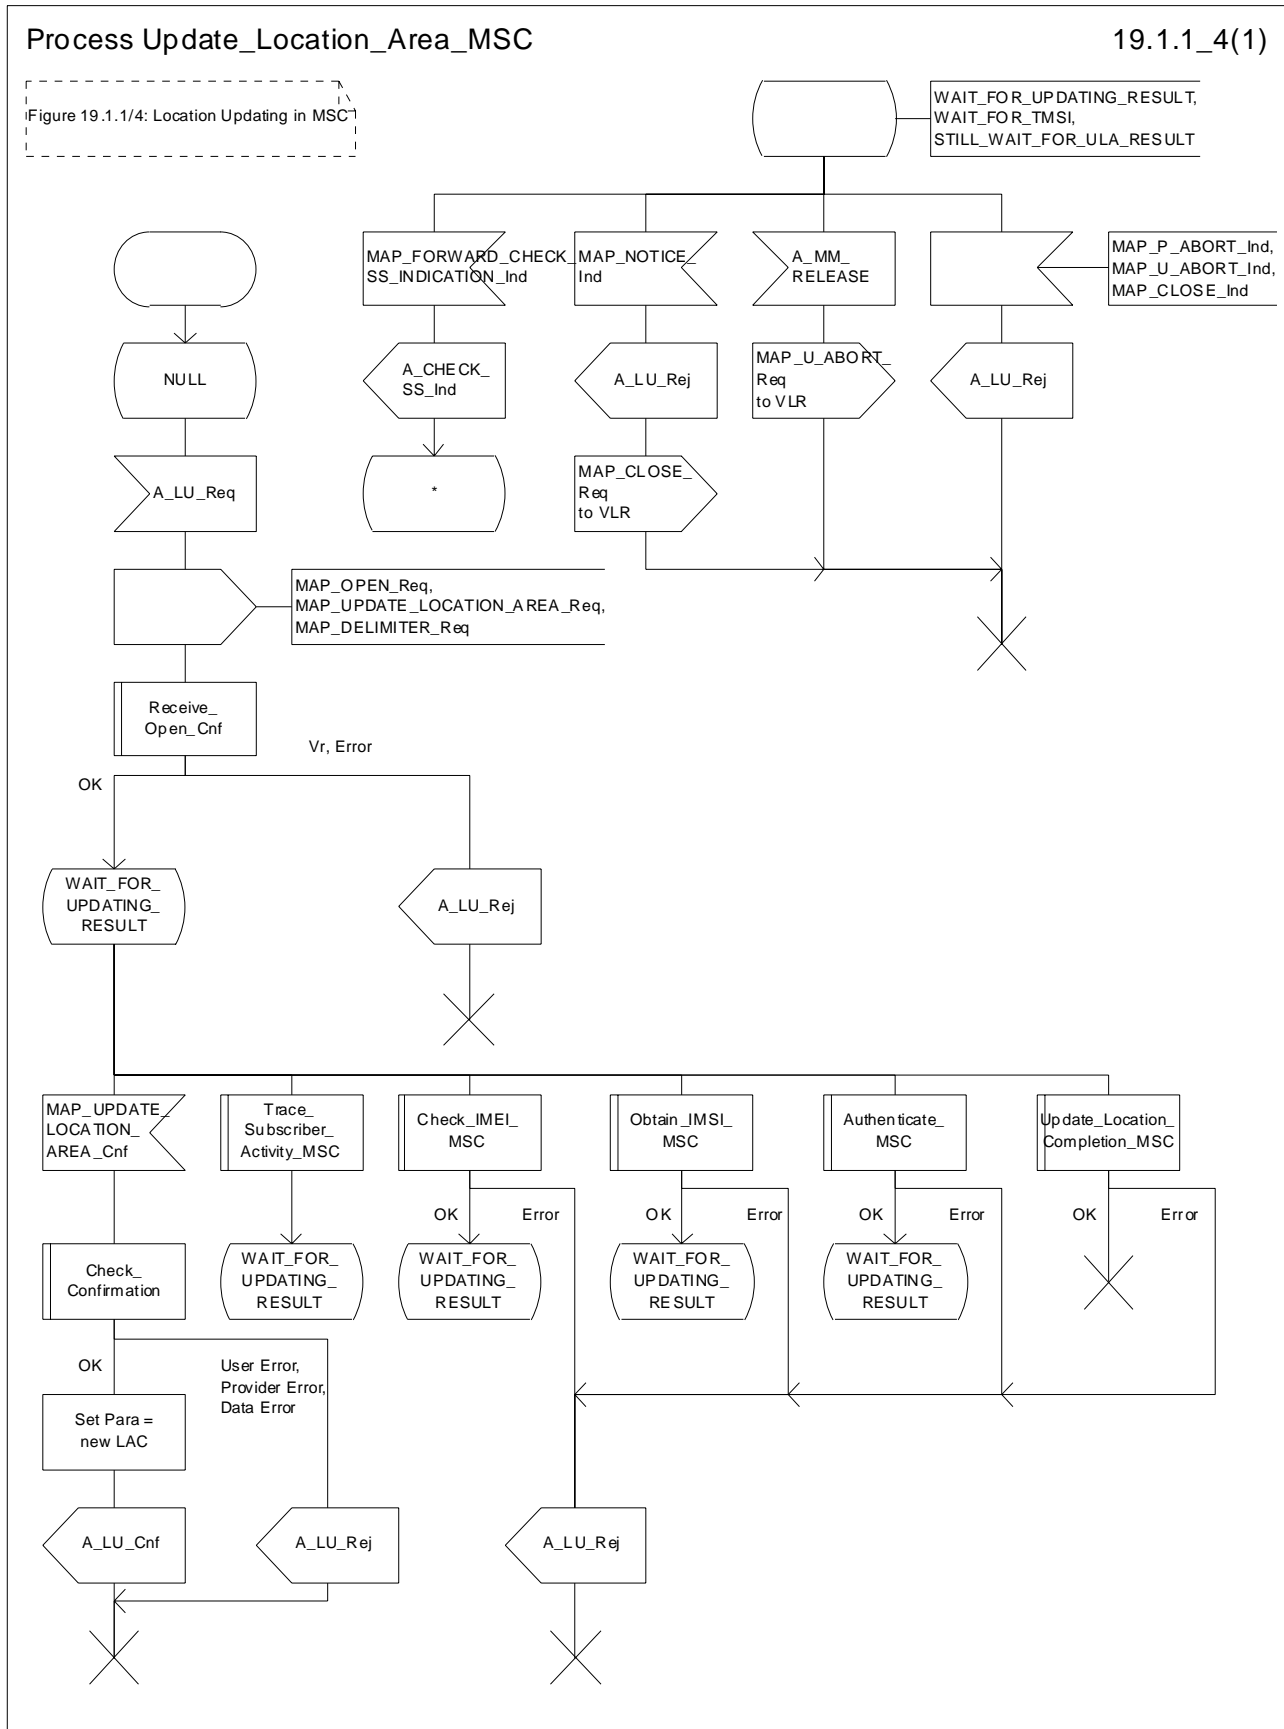 Process Update_Location_Area_MSC
19.1.1_4(1)
Figure 19.1.1/4: Location Updating in MSC
WAIT_FOR_UPDATING_RESULT,
WAIT_FOR_TMSI,
STILL_WAIT_FOR_ULA_RESULT
MAP_FORWARD_CHECK_
SS_INDICATION_Ind
MAP_NOTICE_
Ind
A_MM_
RELEASE
MAP_P_ABORT_Ind,
MAP_U_ABORT_Ind,
MAP_CLOSE_Ind
NULL
A_CHECK_
SS_Ind
A_LU_Rej
MAP_U_ABORT_
Req
to VLR
A_LU_Rej
A_LU_Req
*
MAP_CLOSE_
Req
to VLR
MAP_OPEN_Req,
MAP_UPDATE_LOCATION_AREA_Req,
MAP_DELIMITER_Req
Receive_
Open_Cnf
Vr, Error
OK
WAIT_FOR_
UPDATING_
RESULT
A_LU_Rej
MAP_UPDATE_
LOCATION_
AREA_Cnf
Trace_
Subscriber_
Activity_MSC
Check_IMEI_
MSC
Obtain_IMSI_
MSC
Authenticate_
MSC
Update_Location_
Completion_MSC
OK
Error
OK
Error
OK
Error
OK
Error
Check_
Confirmation
WAIT_FOR_
UPDATING_
RESULT
WAIT_FOR_
UPDATING_
RESULT
WAIT_FOR_
UPDATING_
RESULT
WAIT_FOR_
UPDATING_
RESULT
OK
User Error,
Provider Error,
Data Error
Set Para =
new LAC
A_LU_Cnf
A_LU_Rej
A_LU_Rej